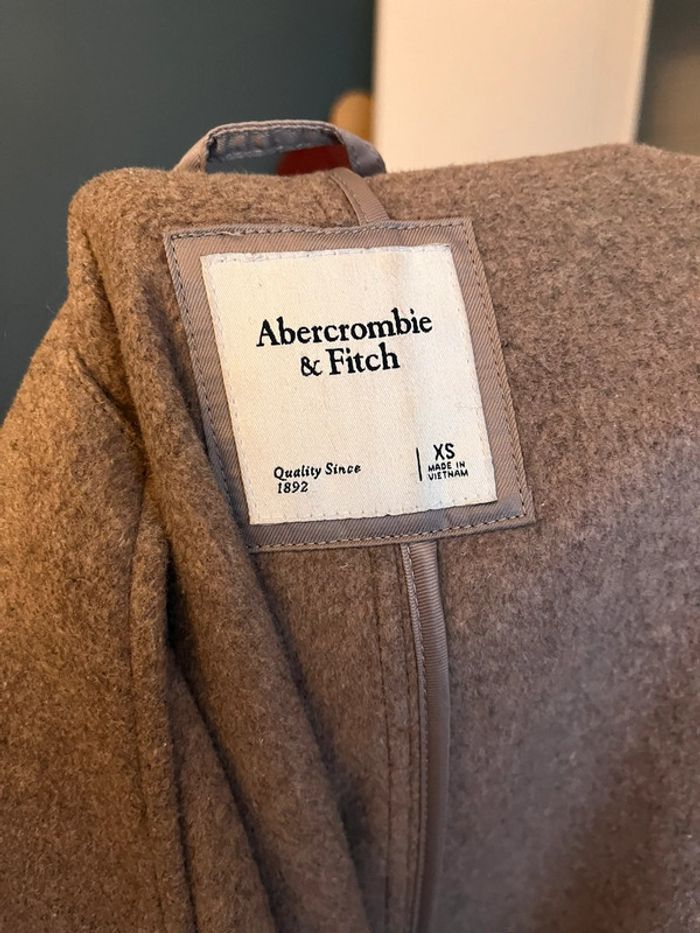 Abercrombie
& Fitch
Quality Since
1892
XS
MADE IN
VIETNAM